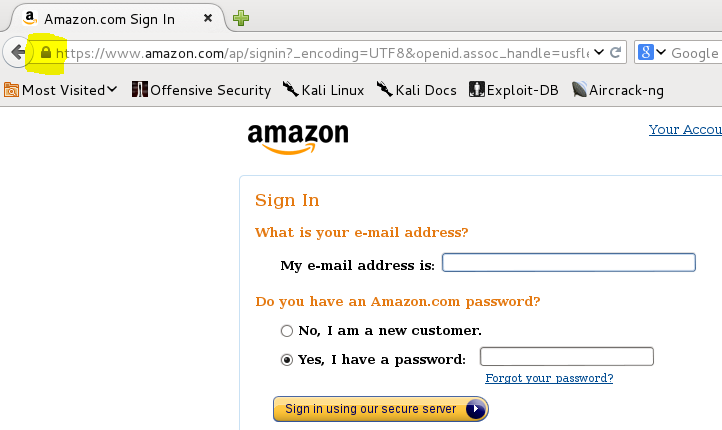 Amazon.com Sign In
https://www.amazon.com/ap/signin?_encoding=UTF8&openid.assoc_handle=usfle
Google
Most Visited Offensive Security Kali Linux Kali Docs Exploit-DB Aircrack-ng
amazon
Your Accou
Sign In
What is your e-mail address?
My e-mail address is:
Do you have an Amazon.com password?
No, I am a new customer.
Yes, I have a password:
Forgot your password?
Sign in using our secure server